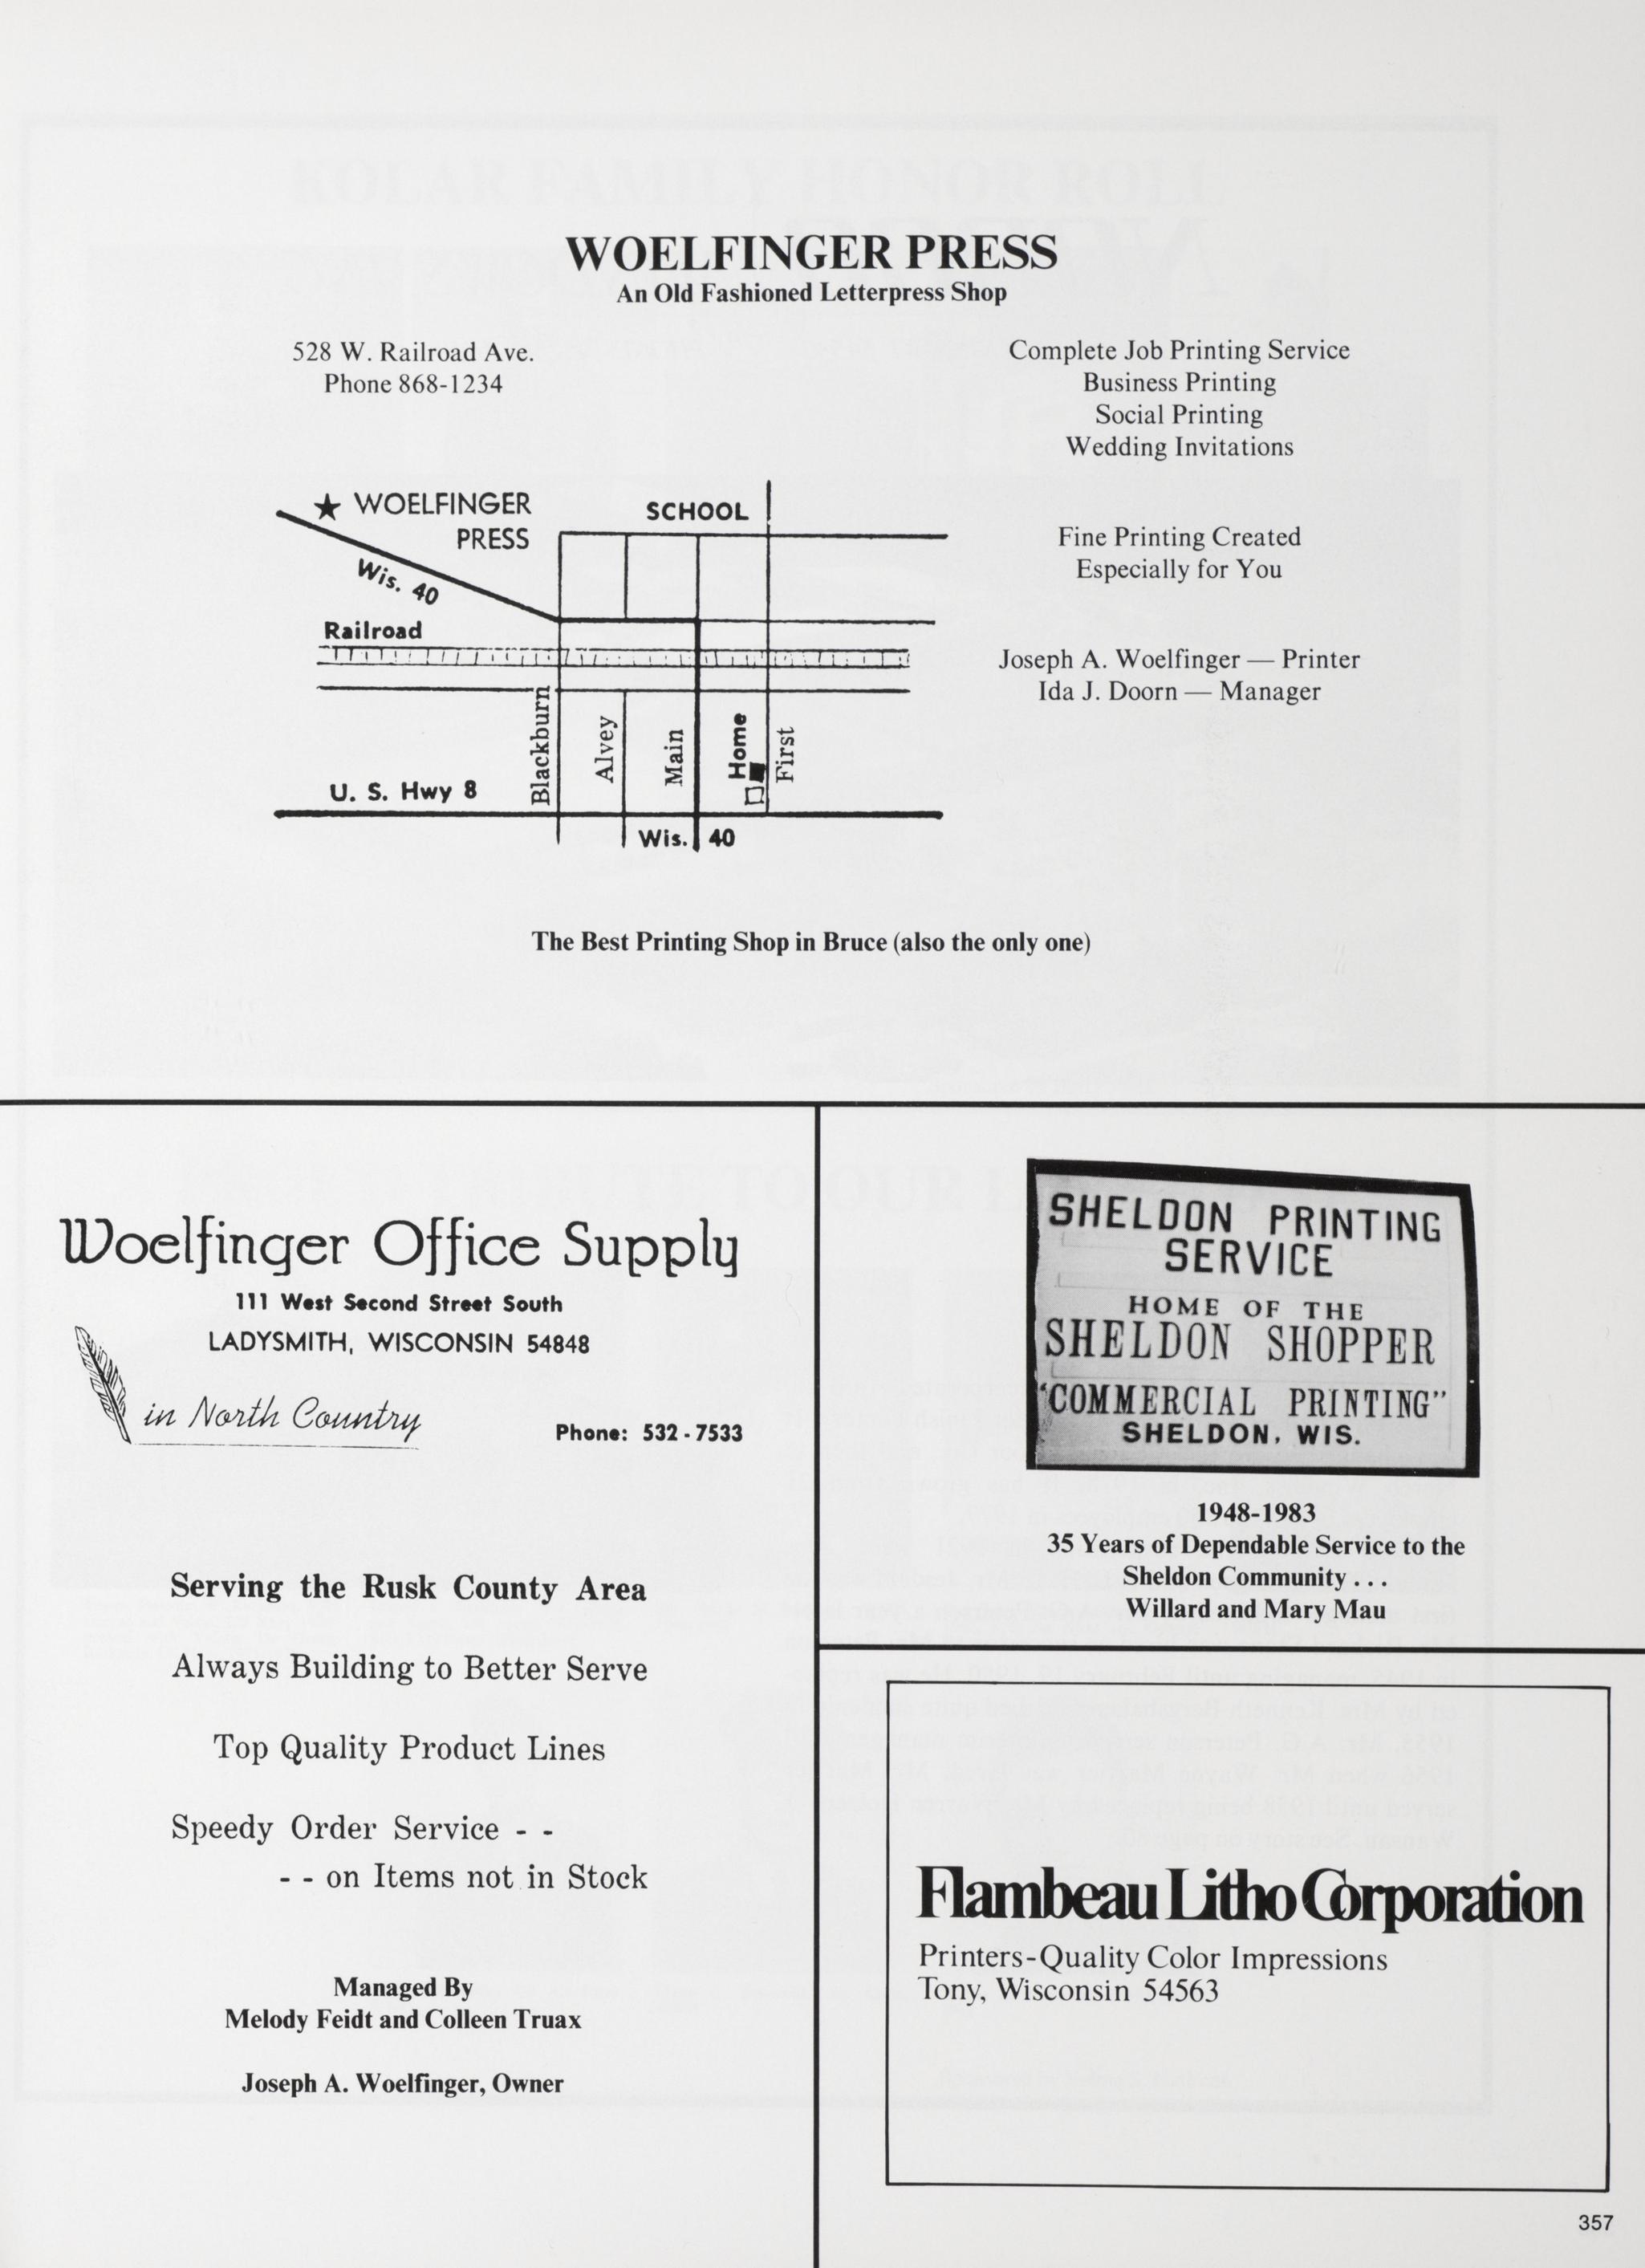 WOELFINGER PRESS
An Old Fashioned Letterpress Shop
528 W. Railroad Ave.
Phone 868-1234
Complete Job Printing Service
Business Printing
Social Printing
Wedding Invitations
Fine Printing Created
Especially for You
Joseph A. Woelfinger — Printer
Ida J. Doorn — Manager
★ WOELFINGER
PRESS
SCHOOL
Wis. 40
Railroad
Blackburn
Alvey
Main
Home
First
U. S. Hwy 8
Wis. 40
The Best Printing Shop in Bruce (also the only one)
Woelfinger Office Supply
111 West Second Street South
LADYSMITH, WISCONSIN 54848
in North Country
Phone: 532-7533
Serving the Rusk County Area
Always Building to Better Serve
Top Quality Product Lines
Speedy Order Service - -
- - on Items not in Stock
Managed By
Melody Feidt and Colleen Truax
Joseph A. Woelfinger, Owner
SHELDON PRINTING
SERVICE
HOME OF THE
SHELDON SHOPPER
"COMMERCIAL PRINTING"
SHELDON, WIS.
1948-1983
35 Years of Dependable Service to the
Sheldon Community . . .
Willard and Mary Mau
Flambeau Litho Corporation
Printers-Quality Color Impressions
Tony, Wisconsin 54563
357